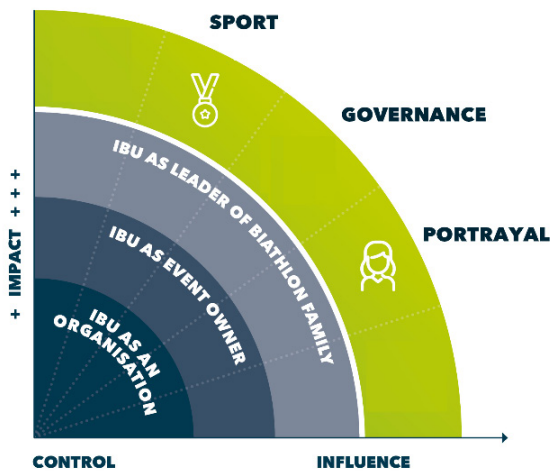 SPORT
GOVERNANCE
PORTRAYAL
IBU AS LEADER OF BIATHLON FAMILY
IBU AS EVENT OWNER
IBU AS AN
ORGANISATION
+ IMPACT + + +
CONTROL
INFLUENCE